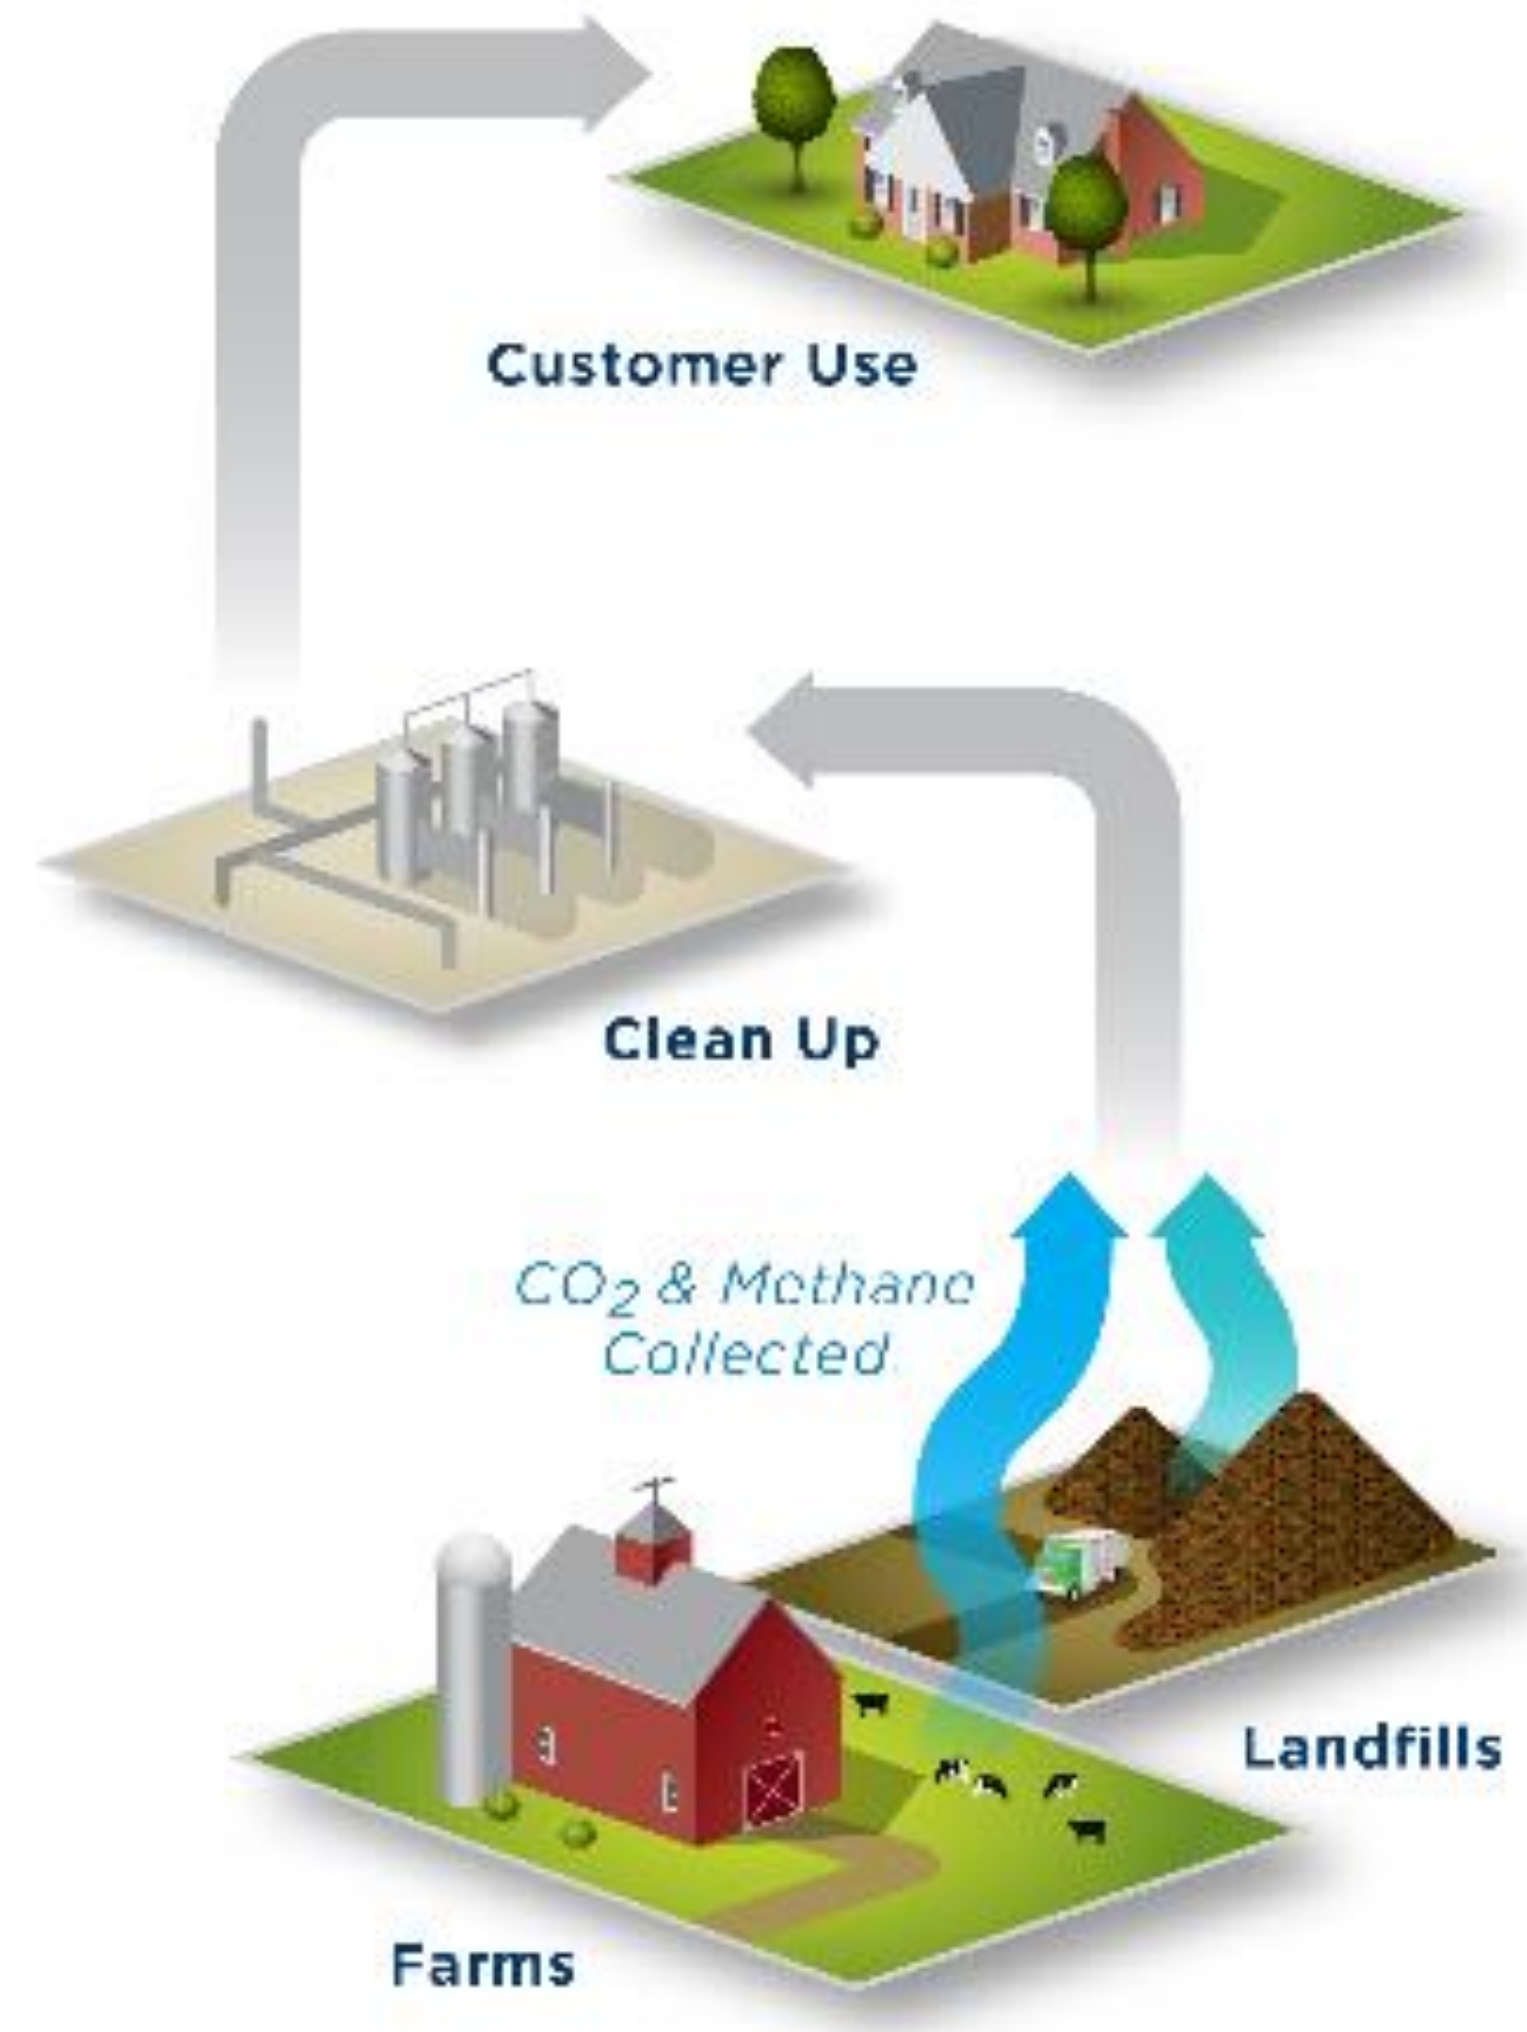 Customer Use
Clean Up
CO₂ & Methane
Collected
Landfills
Farms